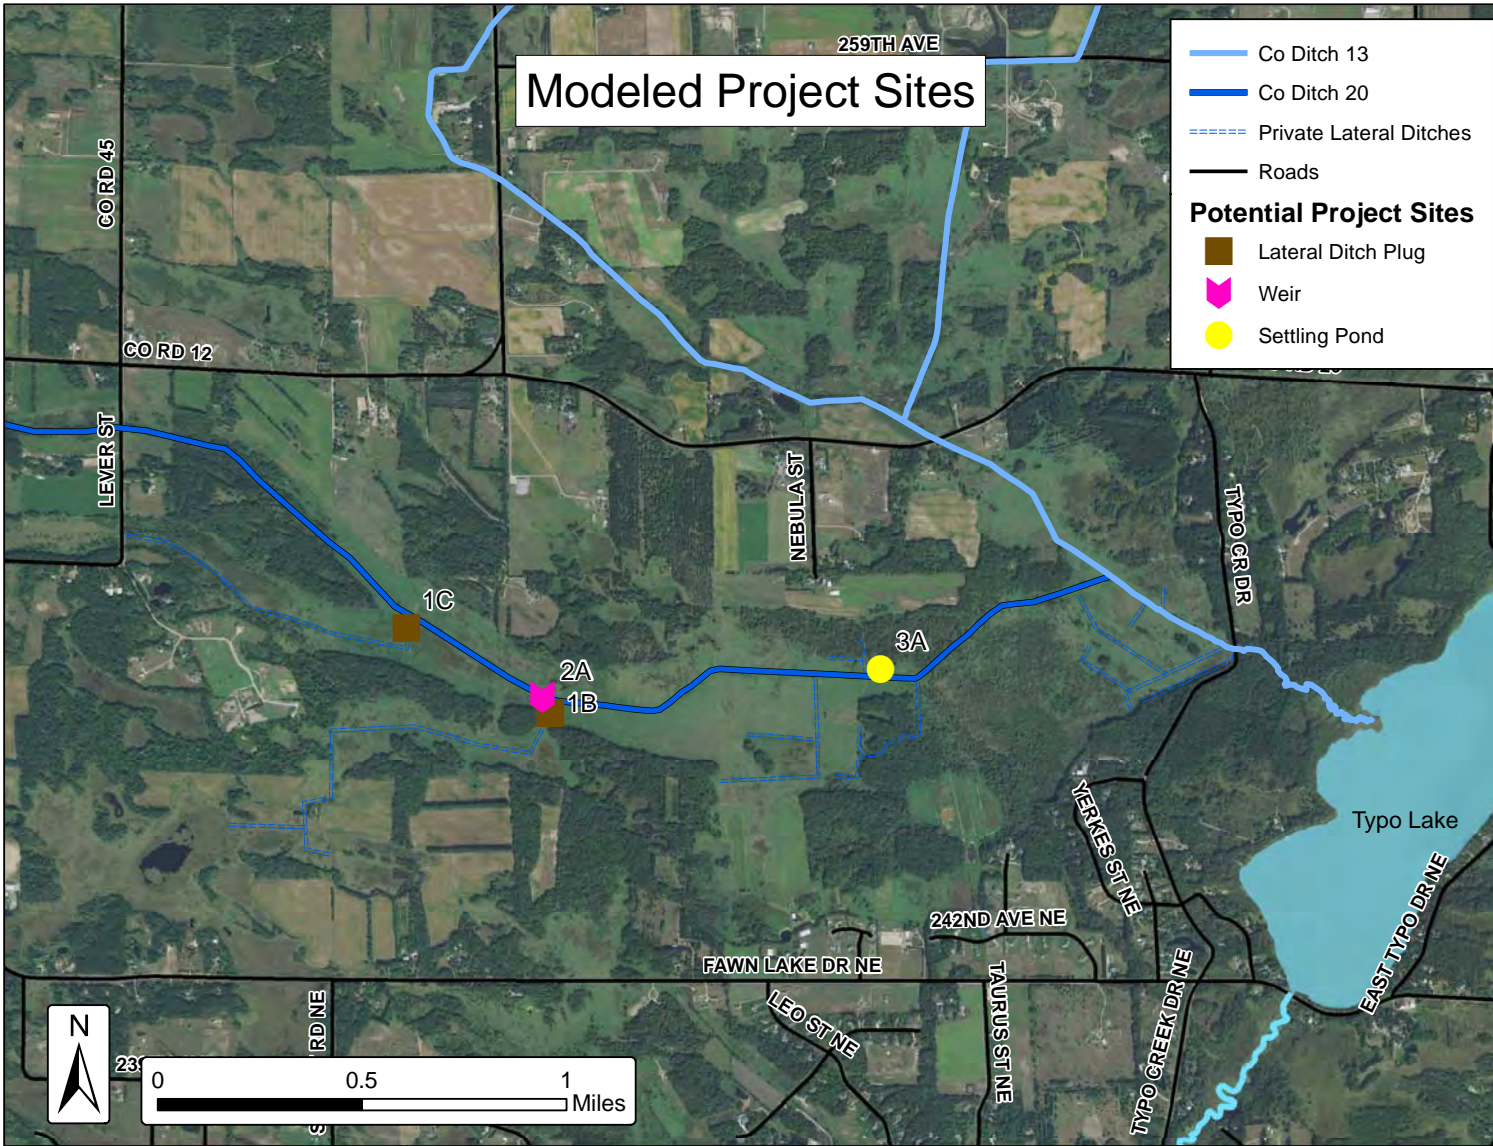 259TH AVE
Modeled Project Sites
Co Ditch 13
Co Ditch 20
Private Lateral Ditches
Roads
Potential Project Sites
Lateral Ditch Plug
Weir
Settling Pond
CO RD 45
CO RD 12
LEVER ST
NEBULA ST
TYPO CR DR
1C
2A
1B
3A
Typo Lake
YERKES ST NE
242ND AVE NE
EAST TYPO DR NE
FAWN LAKE DR NE
LEO ST NE
TAURUS ST NE
TYPO CREEK DR NE
RD NE
N
0 0.5 1
Miles